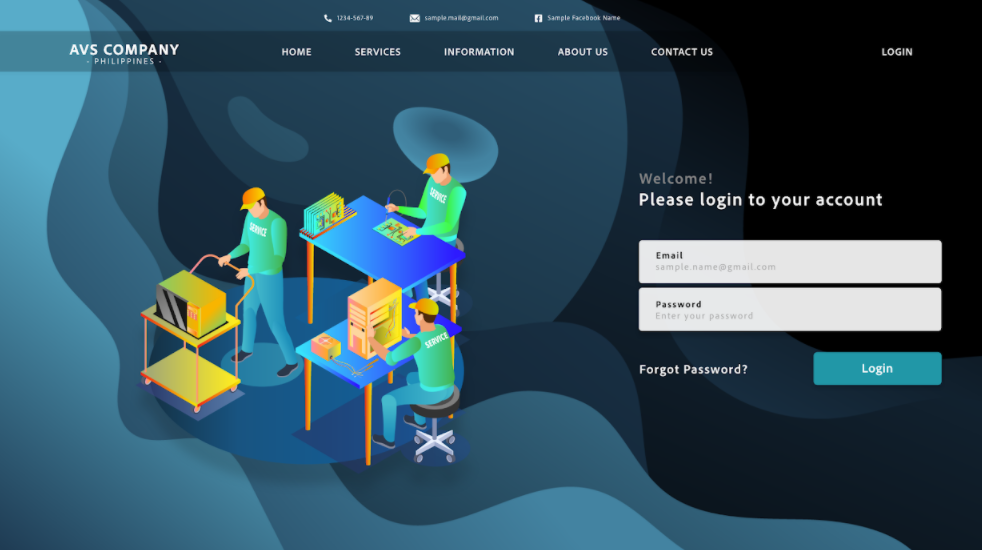 1234-567-89 sample.mail@gmail.com Sample Facebook Name
AVS COMPANY
- PHILIPPINES -
HOME SERVICES INFORMATION ABOUT US CONTACT US LOGIN
SERVICE
SERVICE
SERVICE
Welcome!
Please login to your account
Email
sample.name@gmail.com
Password
Enter your password
Forgot Password?
Login